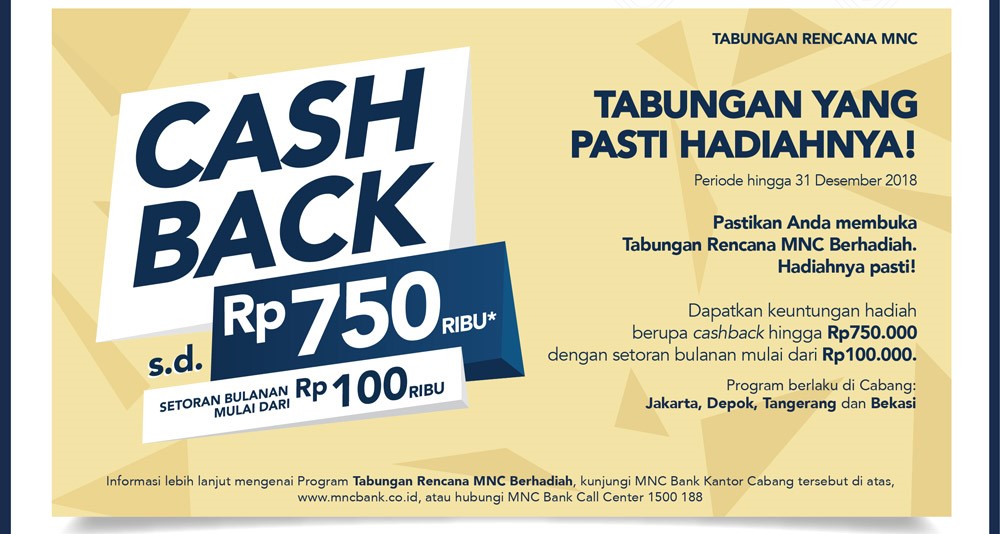 TABUNGAN RENCANA MNC
CASH
BACK
s.d. Rp750 RIBU*
SETORAN BULANAN
MULAI DARI Rp100 RIBU
TABUNGAN YANG
PASTI HADIAHNYA!
Periode hingga 31 Desember 2018
Pastikan Anda membuka
Tabungan Rencana MNC Berhadiah.
Hadiahnya pasti!
Dapatkan keuntungan hadiah
berupa cashback hingga Rp750.000
dengan setoran bulanan mulai dari Rp100.000.
Program berlaku di Cabang:
Jakarta, Depok, Tangerang dan Bekasi
Informasi lebih lanjut mengenai Program Tabungan Rencana MNC Berhadiah, kunjungi MNC Bank Kantor Cabang tersebut di atas,
www.mncbank.co.id, atau hubungi MNC Bank Call Center 1500 188